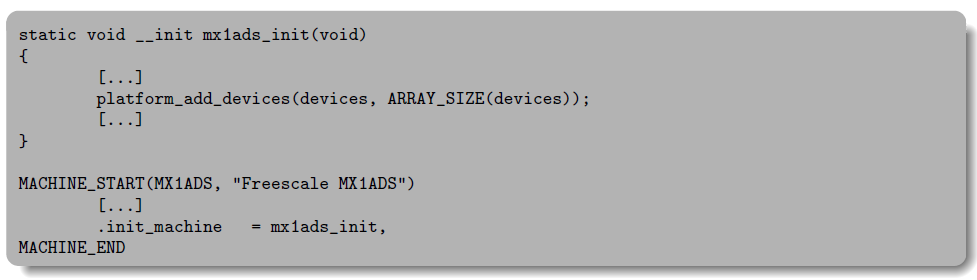 static void __init mx1ads_init(void)
{
        [...]
        platform_add_devices(devices, ARRAY_SIZE(devices));
        [...]
}

MACHINE_START(MX1ADS, "Freescale MX1ADS")
        [...]
        .init_machine   = mx1ads_init,
MACHINE_END